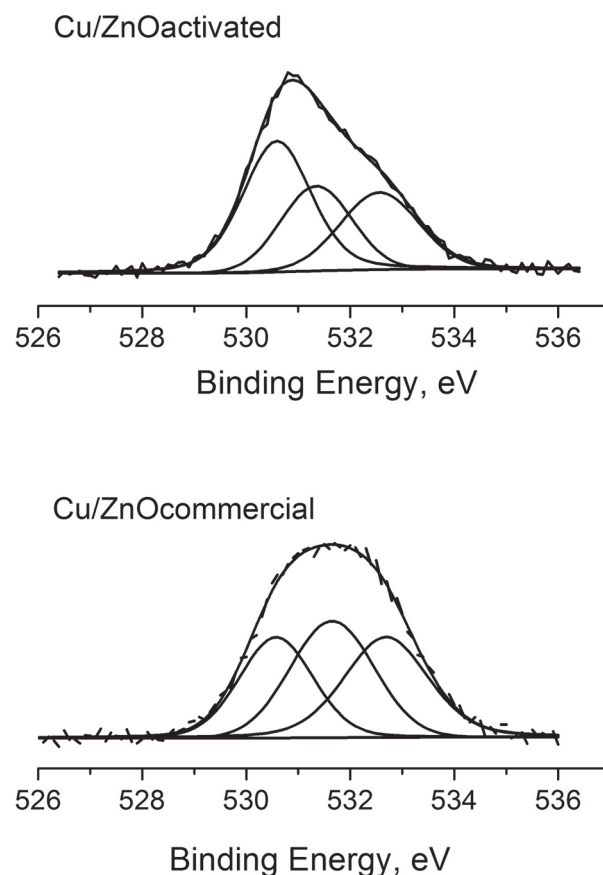 Cu/ZnOactivated
526 528 530 532 534 536
Binding Energy, eV
Cu/ZnOcommercial
526 528 530 532 534 536
Binding Energy, eV